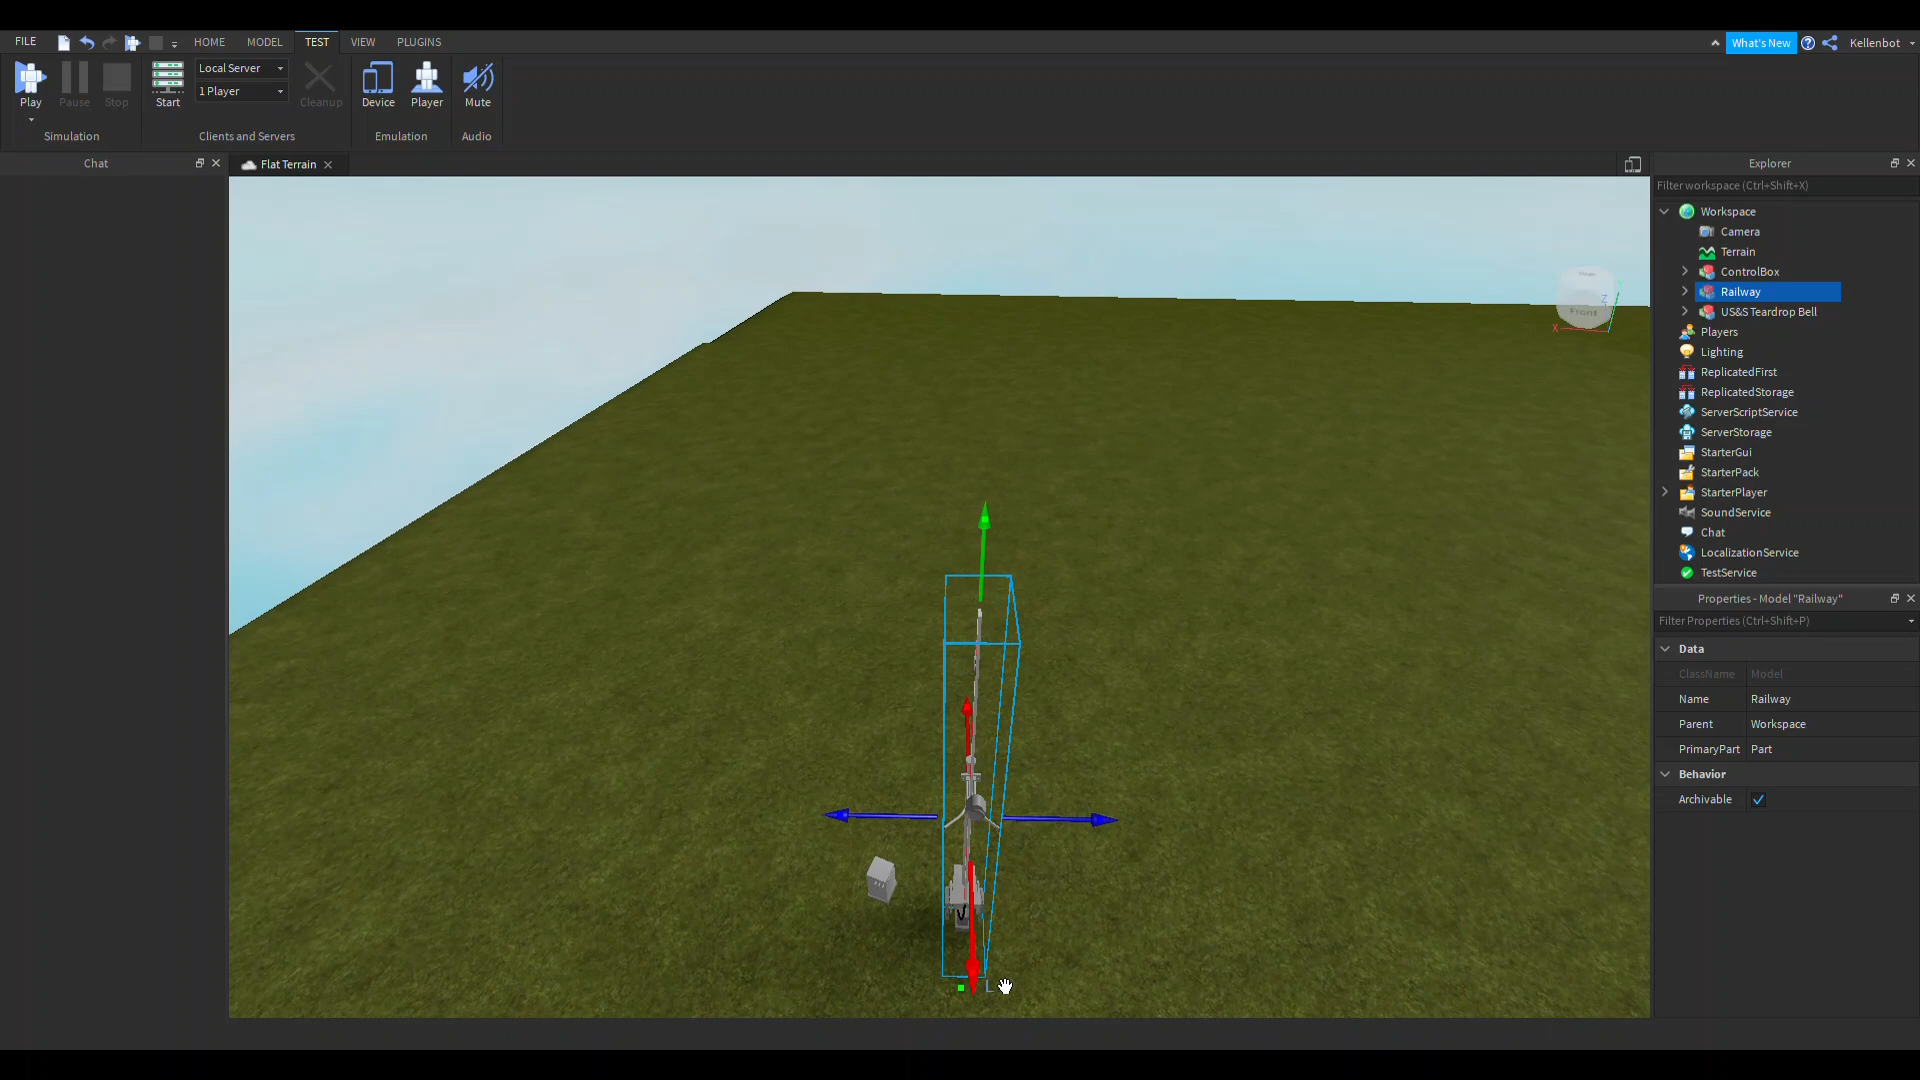 FILE
HOME
MODEL
TEST
VIEW
PLUGINS
What's New
Kellenbot
Play
Pause
Stop
Start
Local Server
1 Player
Cleanup
Device
Player
Mute
Simulation
Clients and Servers
Emulation
Audio
Chat
Flat Terrain
Explorer
Filter workspace (Ctrl+Shift+X)
Workspace
Camera
Terrain
ControlBox
Railway
US&S Teardrop Bell
Players
Lighting
ReplicatedFirst
ReplicatedStorage
ServerScriptService
ServerStorage
StarterGui
StarterPack
StarterPlayer
SoundService
Chat
LocalizationService
TestService
Front
X
Z
L
Properties - Model "Railway"
Filter Properties (Ctrl+Shift+P)
Data
ClassName Model
Name Railway
Parent Workspace
PrimaryPart Part
Behavior
Archivable